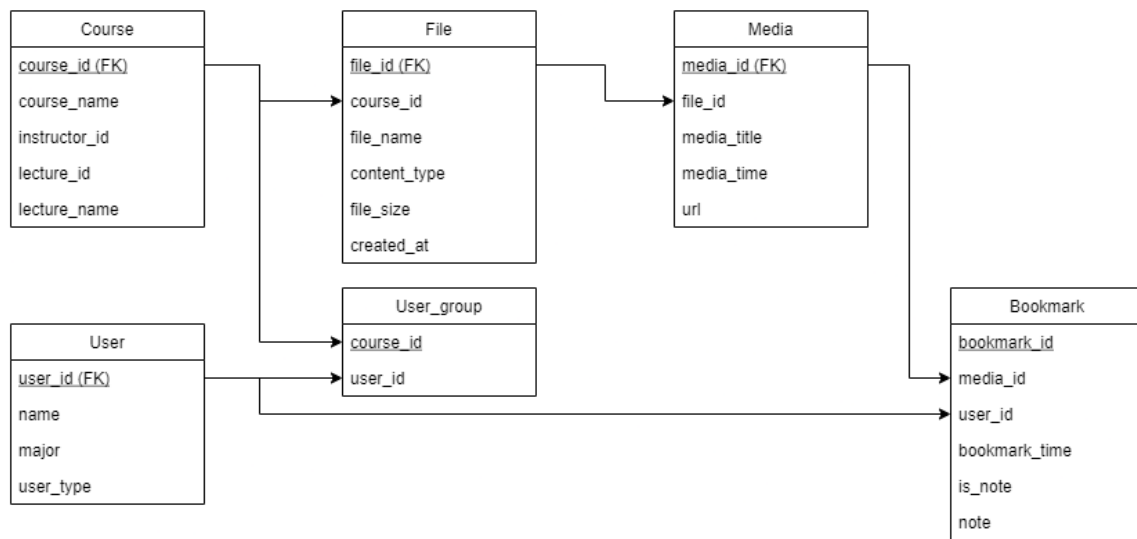 Course
course_id (FK)
course_name
instructor_id
lecture_id
lecture_name
File
file_id (FK)
course_id
file_name
content_type
file_size
created_at
Media
media_id (FK)
file_id
media_title
media_time
url
User
user_id (FK)
name
major
user_type
User_group
course_id
user_id
Bookmark
bookmark_id
media_id
user_id
bookmark_time
is_note
note